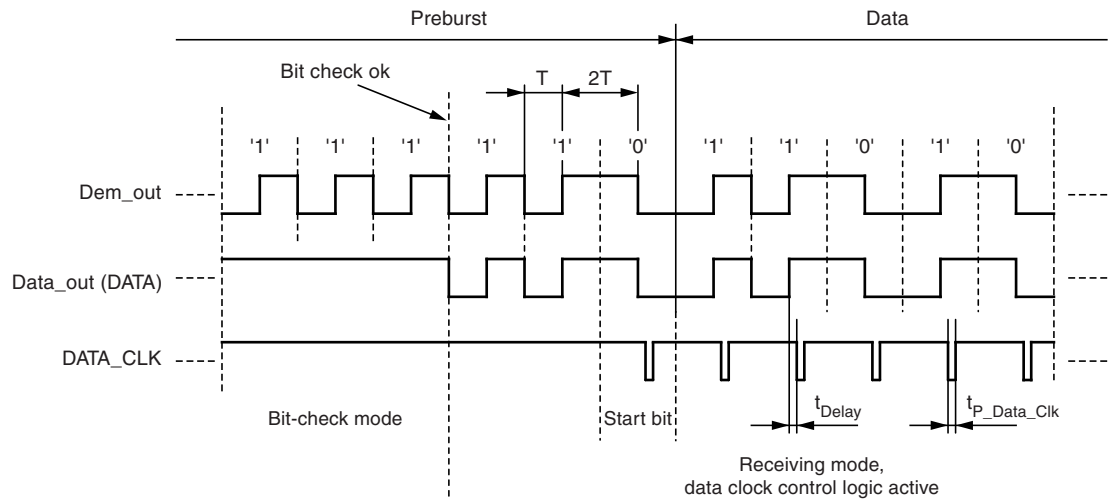 Preburst
Data
Bit check ok
T
2T
'1' '1' '1' '1' '1' '0' '1' '1' '0' '1' '0'
Dem_out
Data_out (DATA)
DATA_CLK
Bit-check mode
Start bit
tDelay
tP_Data_Clk
Receiving mode,
data clock control logic active